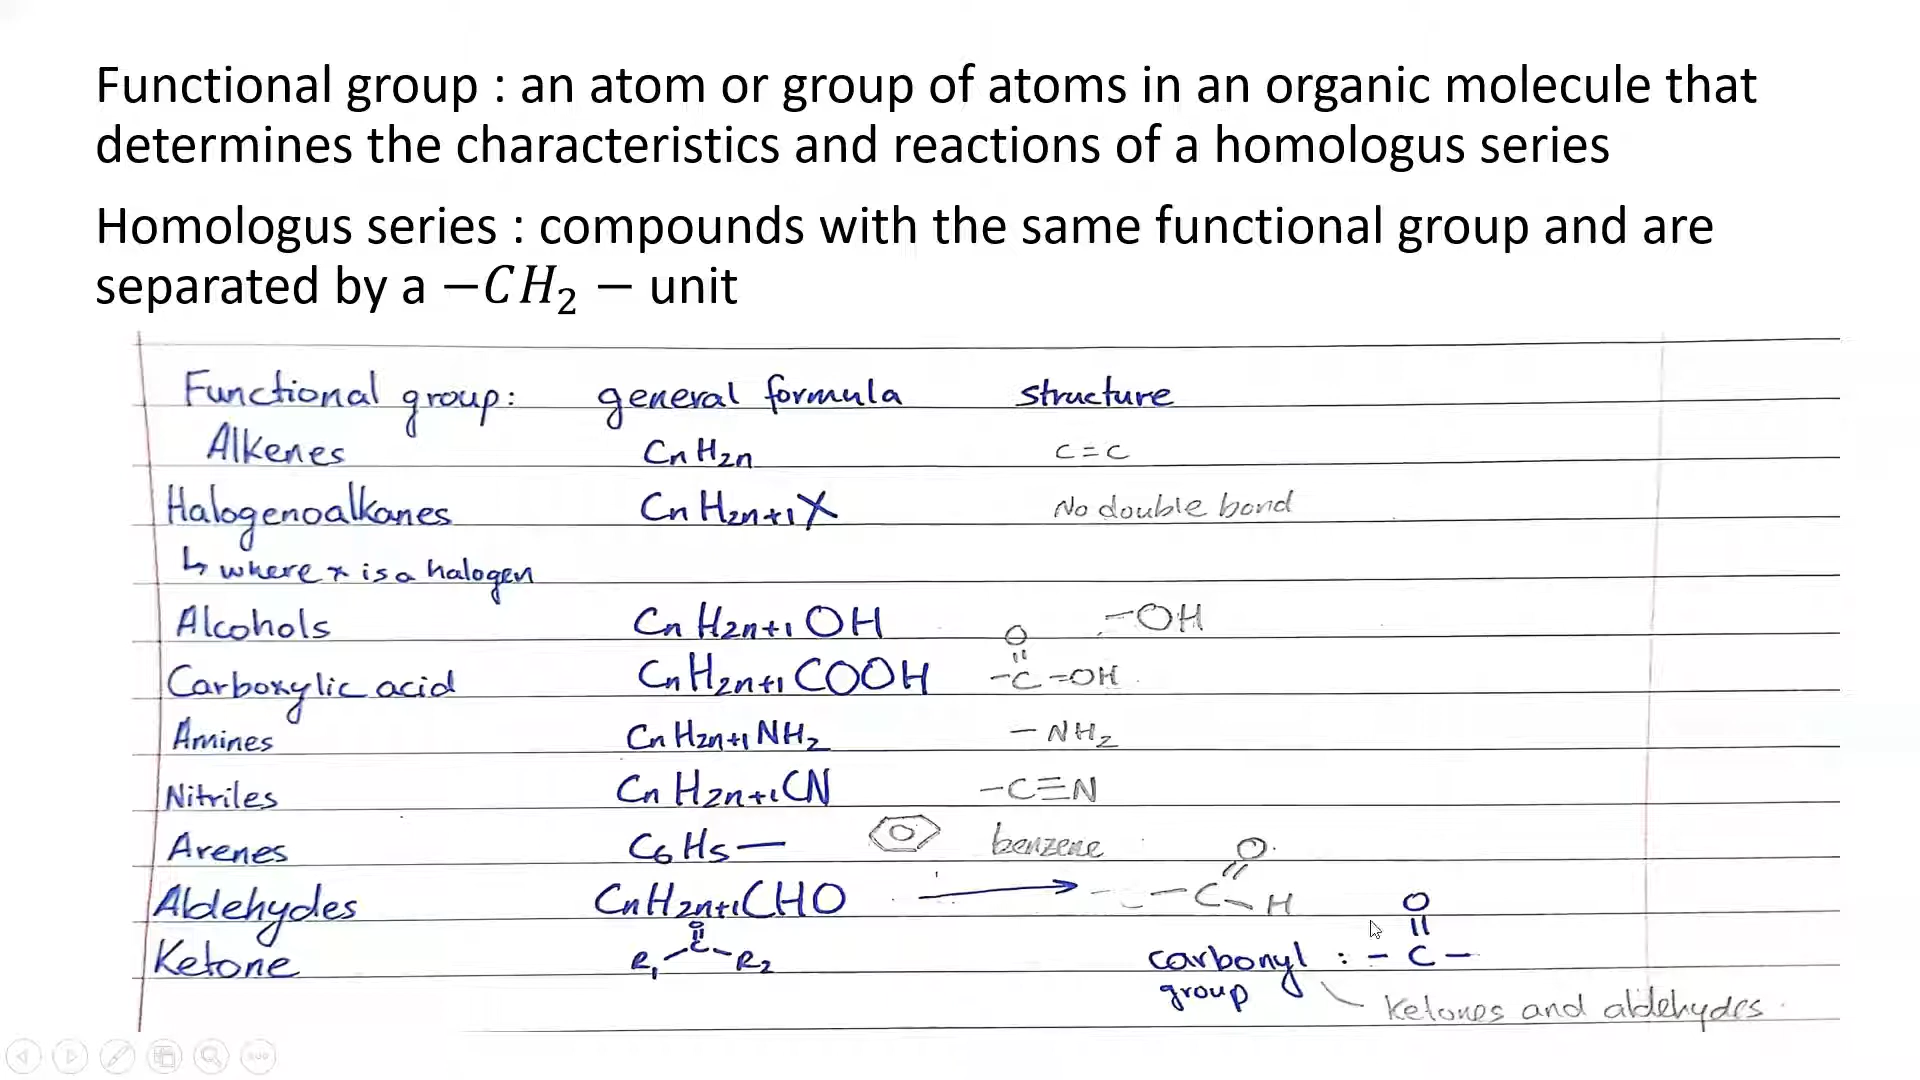 Functional group : an atom or group of atoms in an organic molecule that
determines the characteristics and reactions of a homologus series
Homologus series : compounds with the same functional group and are
separated by a −CH₂ − unit
Functional group: general formula structure
Alkenes CnH2n C=C
Halogenoalkanes CnH2n+1X No double bond
↳ where x is a halogen
Alcohols CnH2n+1OH -OH
O
||
Carboxylic acid CnH2n+1COOH -C-OH
Amines CnH2n+1NH2 -NH2
Nitriles CnH2n+1CN -C≡N
Arenes C6H5— benzene
O
//
Aldehydes CnH2n+1CHO → -C-H
O O
|| ||
Ketone R1-C-R2 carbonyl : -C-
group Ketones and aldehydes